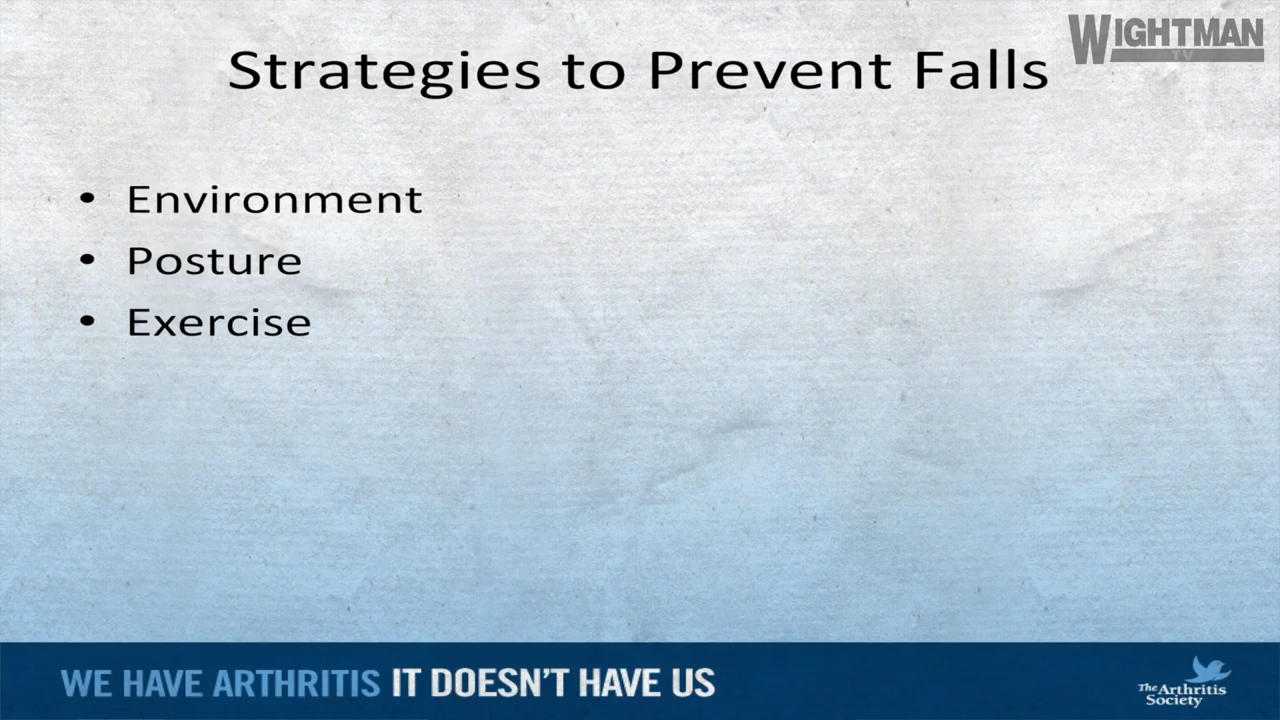 WIGHTMAN
TV
Strategies to Prevent Falls
• Environment
• Posture
• Exercise
WE HAVE ARTHRITIS IT DOESN'T HAVE US
The Arthritis
Society